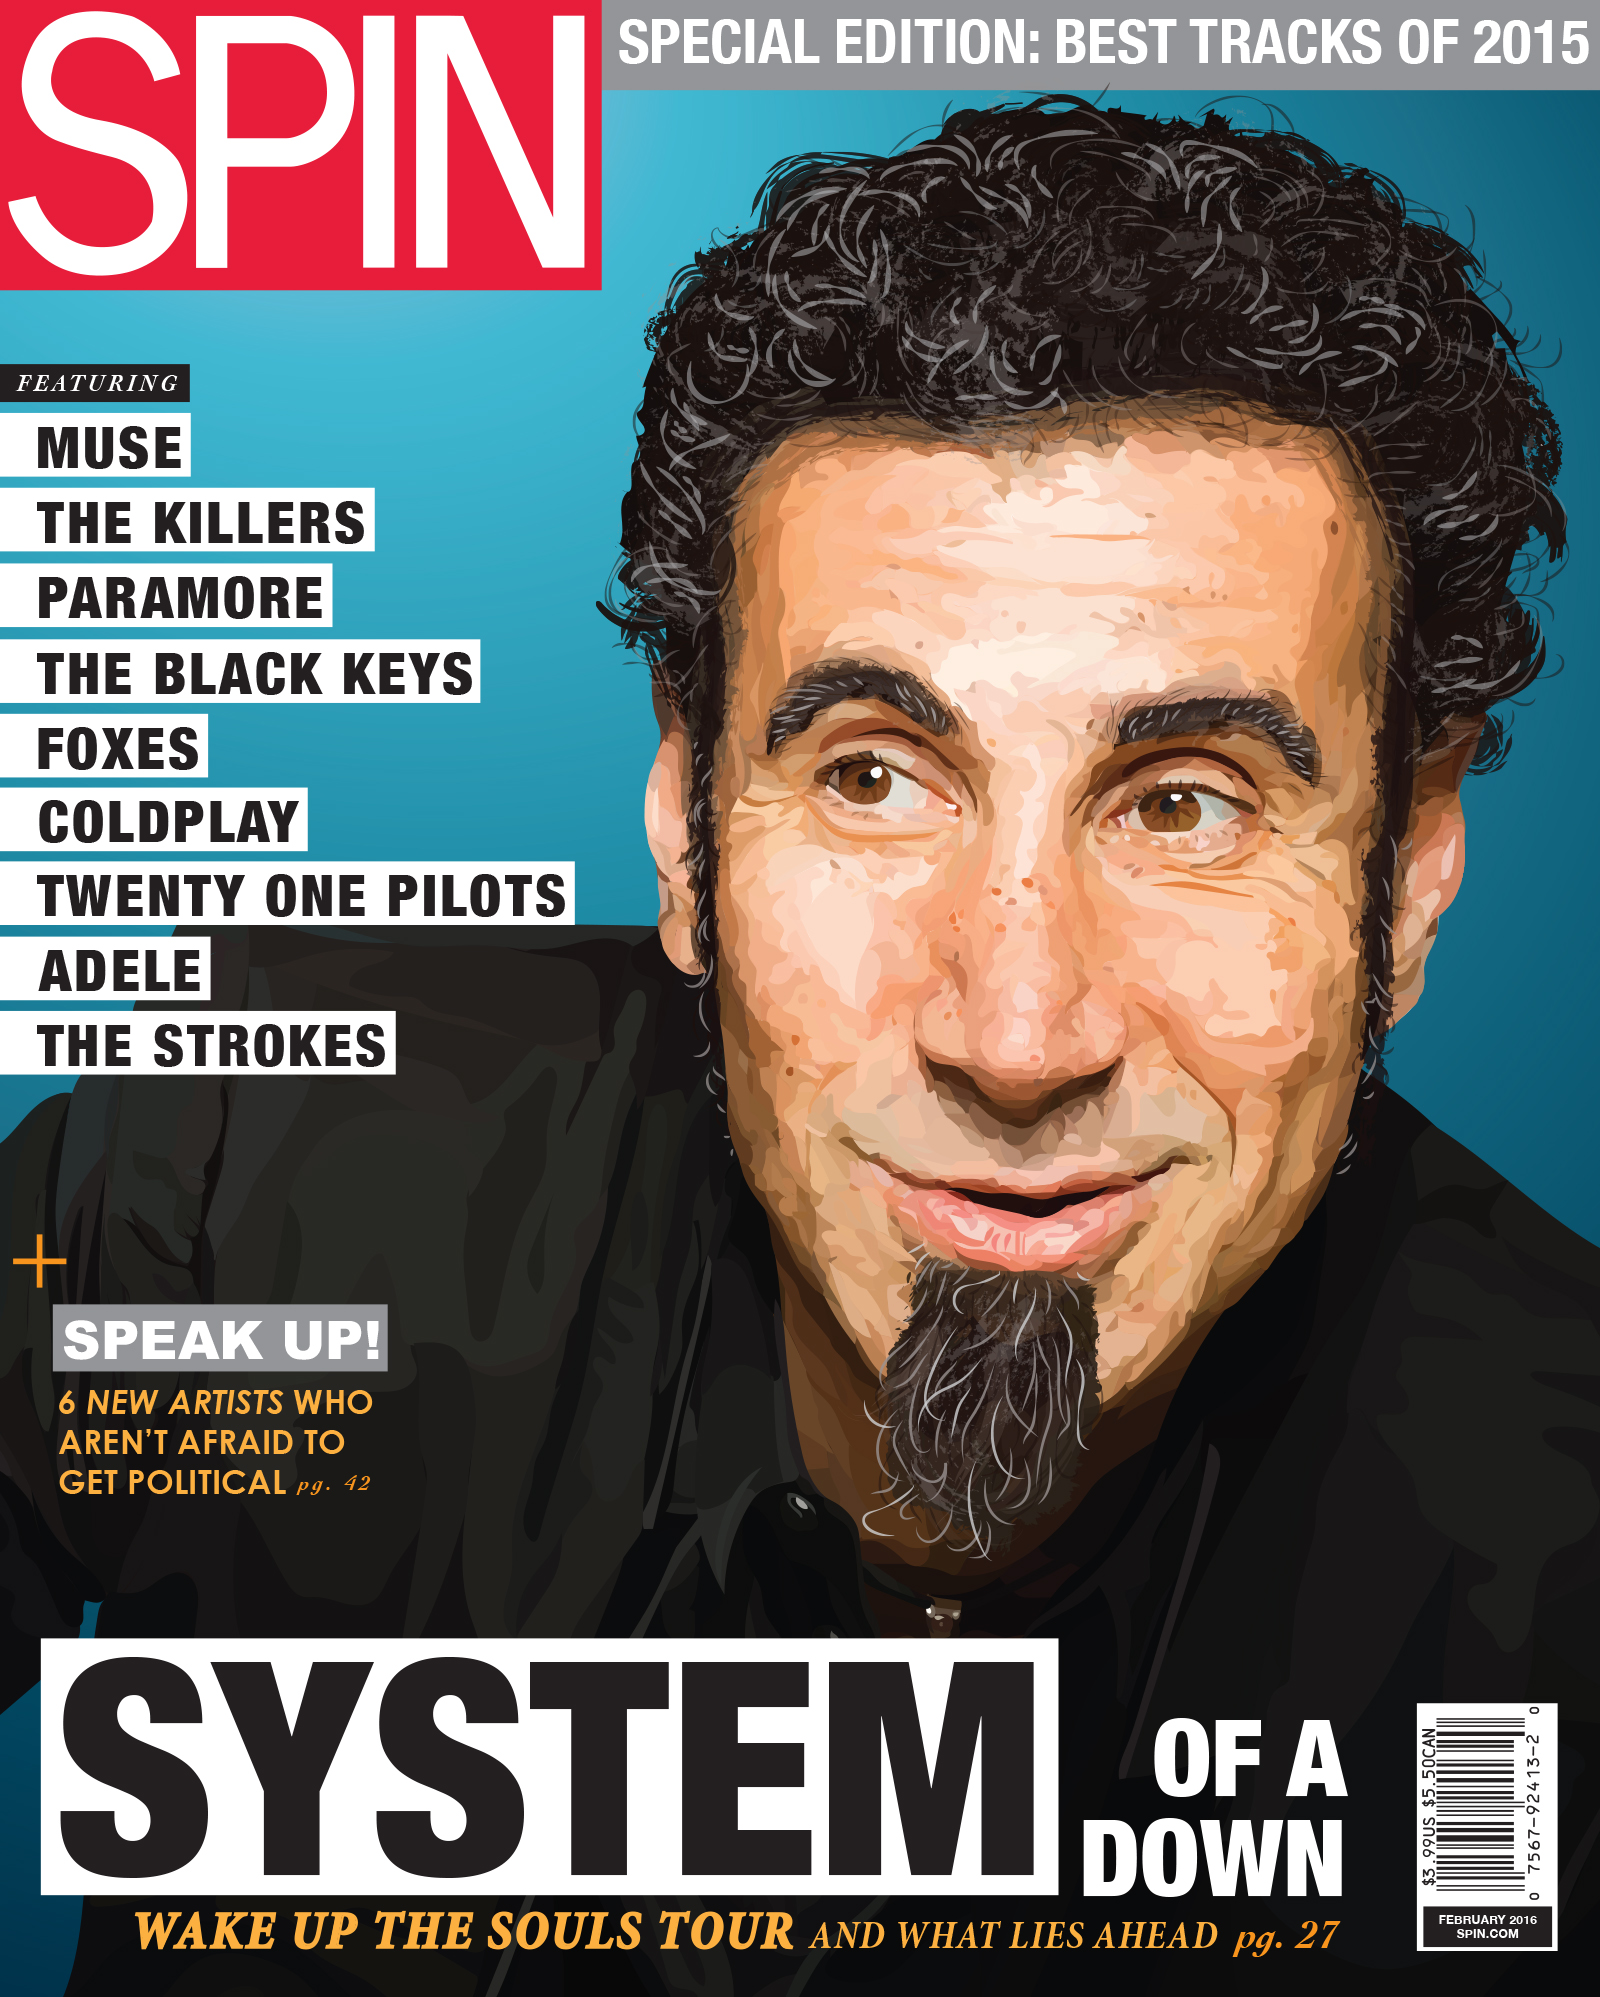 SPIN
SPECIAL EDITION: BEST TRACKS OF 2015
FEATURING
MUSE
THE KILLERS
PARAMORE
THE BLACK KEYS
FOXES
COLDPLAY
TWENTY ONE PILOTS
ADELE
THE STROKES
SPEAK UP!
6 NEW ARTISTS WHO
AREN'T AFRAID TO
GET POLITICAL pg. 42
SYSTEM
OF A
DOWN
WAKE UP THE SOULS TOUR AND WHAT LIES AHEAD pg. 27
$3.99US $5.50CAN
0 7567-92413-2 0
FEBRUARY 2016
SPIN.COM